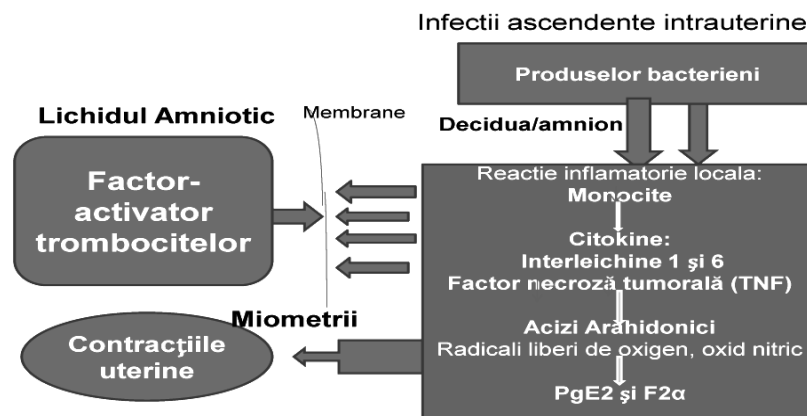 Infectii ascendente intrauterine
Produselor bacterieni
Lichidul Amniotic
Membrane
Decidua/amnion
Factor-
activator
trombocitelor
Reactie inflamatorie locala:
Monocite
Citokine:
Interleichine 1 şi 6
Factor necroză tumorală (TNF)
Acizi Arahidonici
Radicali liberi de oxigen, oxid nitric
PgE2 şi F2α
Miometrii
Contracţiile
uterine